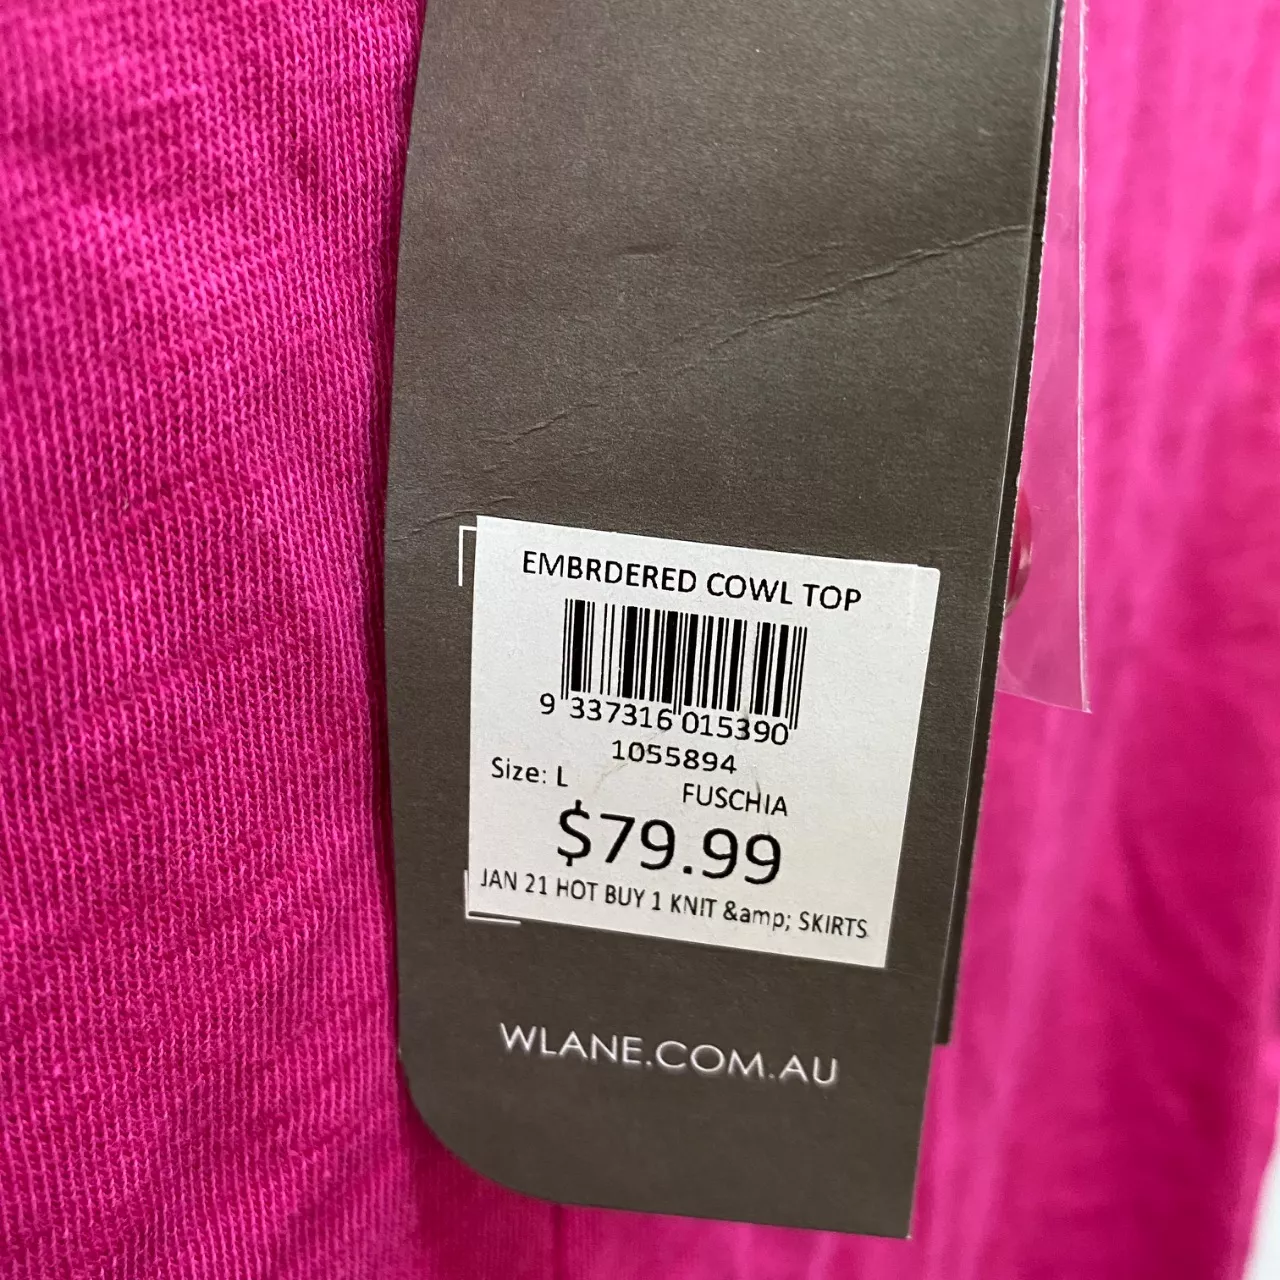 EMBRDERED COWL TOP
9 337316 015390
1055894
Size: L
FUSCHIA
$79.99
JAN 21 HOT BUY 1 KNIT &amp; SKIRTS
WLANE.COM.AU